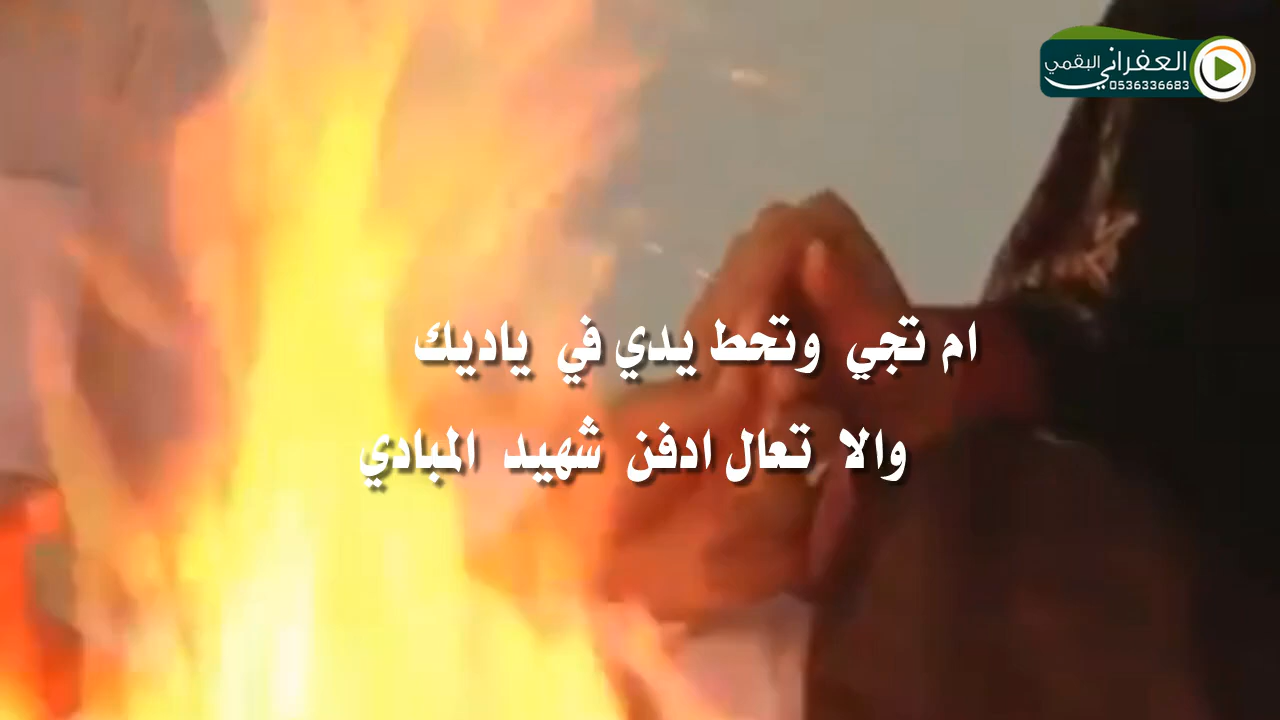 العفراني البقمي
0536336683
ام تجي وتحط يدي في ياديك
والا تعال ادفن شهيد المبادي